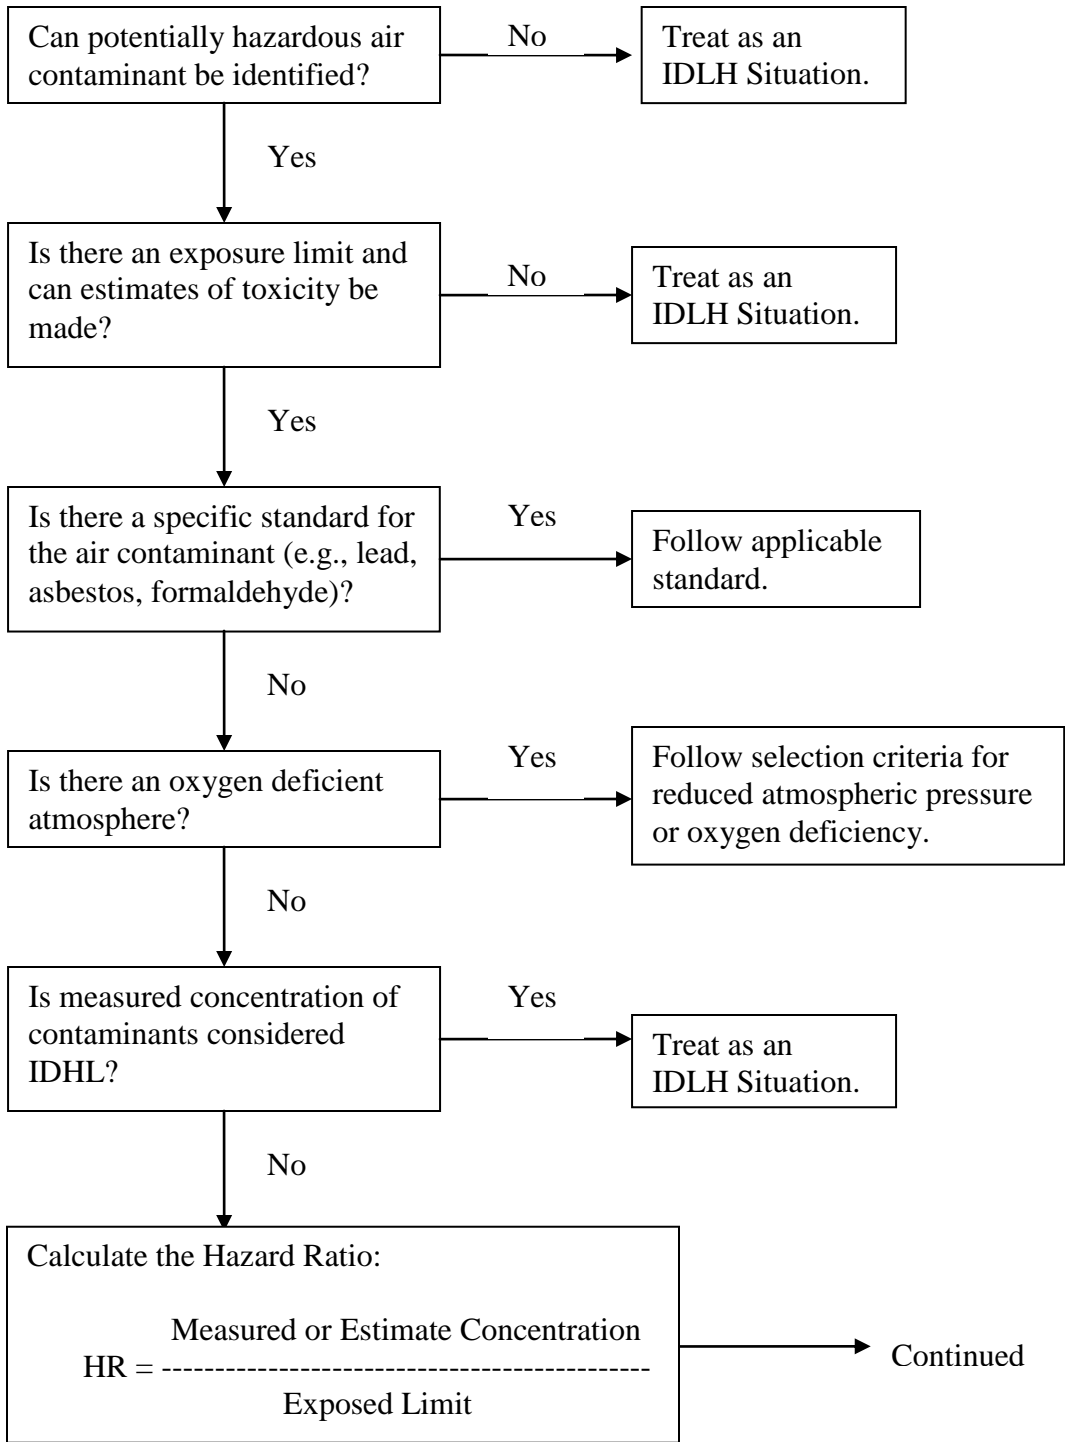 Can potentially hazardous air
contaminant be identified?
No
Treat as an
IDLH Situation.
Yes
Is there an exposure limit and
can estimates of toxicity be
made?
No
Treat as an
IDLH Situation.
Yes
Is there a specific standard for
the air contaminant (e.g., lead,
asbestos, formaldehyde)?
Yes
Follow applicable
standard.
No
Is there an oxygen deficient
atmosphere?
Yes
Follow selection criteria for
reduced atmospheric pressure
or oxygen deficiency.
No
Is measured concentration of
contaminants considered
IDHL?
Yes
Treat as an
IDLH Situation.
No
Calculate the Hazard Ratio:
Measured or Estimate Concentration
HR = ----------------------------------------------
Exposed Limit
Continued